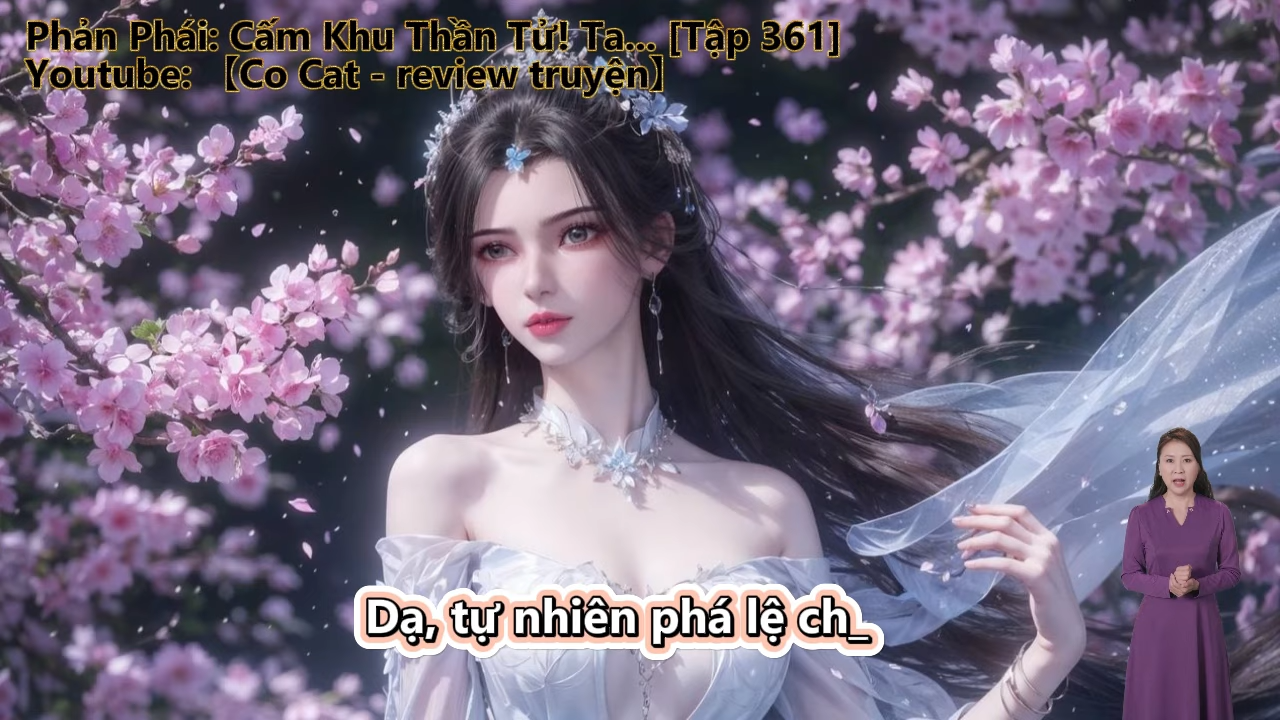 Phản Phái: Cấm Khu Thần Tử! Ta... [Tập 361]
Youtube: 【Co Cat - review truyện】
Dạ, tự nhiên phá lệ ch_